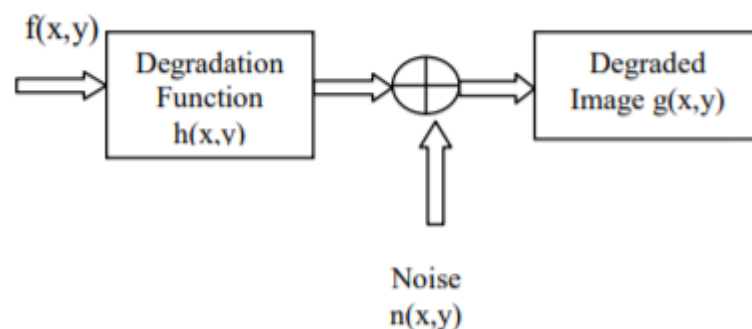 f(x,y)
Degradation
Function
h(x,y)
Degraded
Image g(x,y)
Noise
n(x,y)